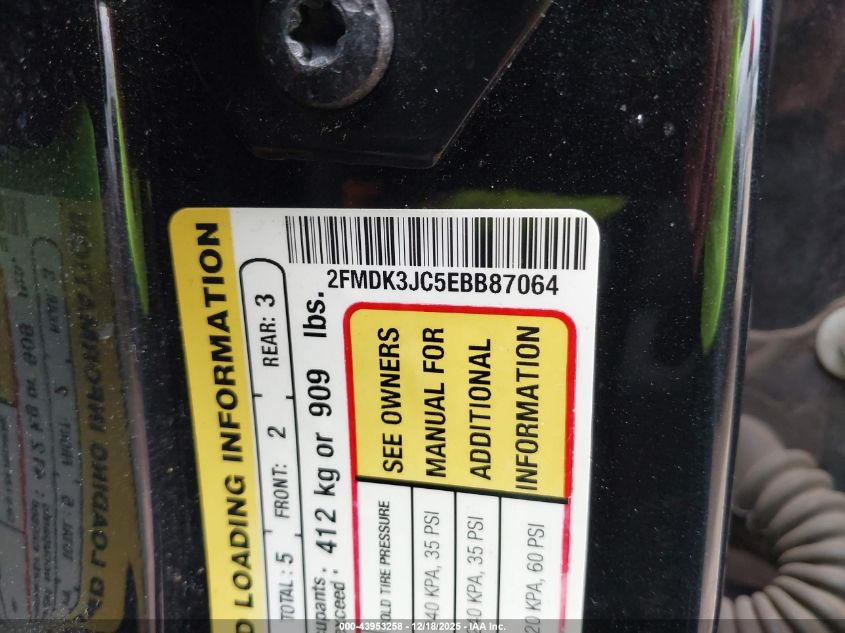 2FMDK3JC5EBB87064
LOADING INFORMATION
TOTAL: 5 FRONT: 2 REAR: 3
412 kg or 909 lbs.
SEE OWNERS
MANUAL FOR
ADDITIONAL
INFORMATION
TIRE PRESSURE
KPA, 35 PSI
KPA, 35 PSI
KPA, 60 PSI
000-43953258 - 12/18/2025 - IAA Inc.